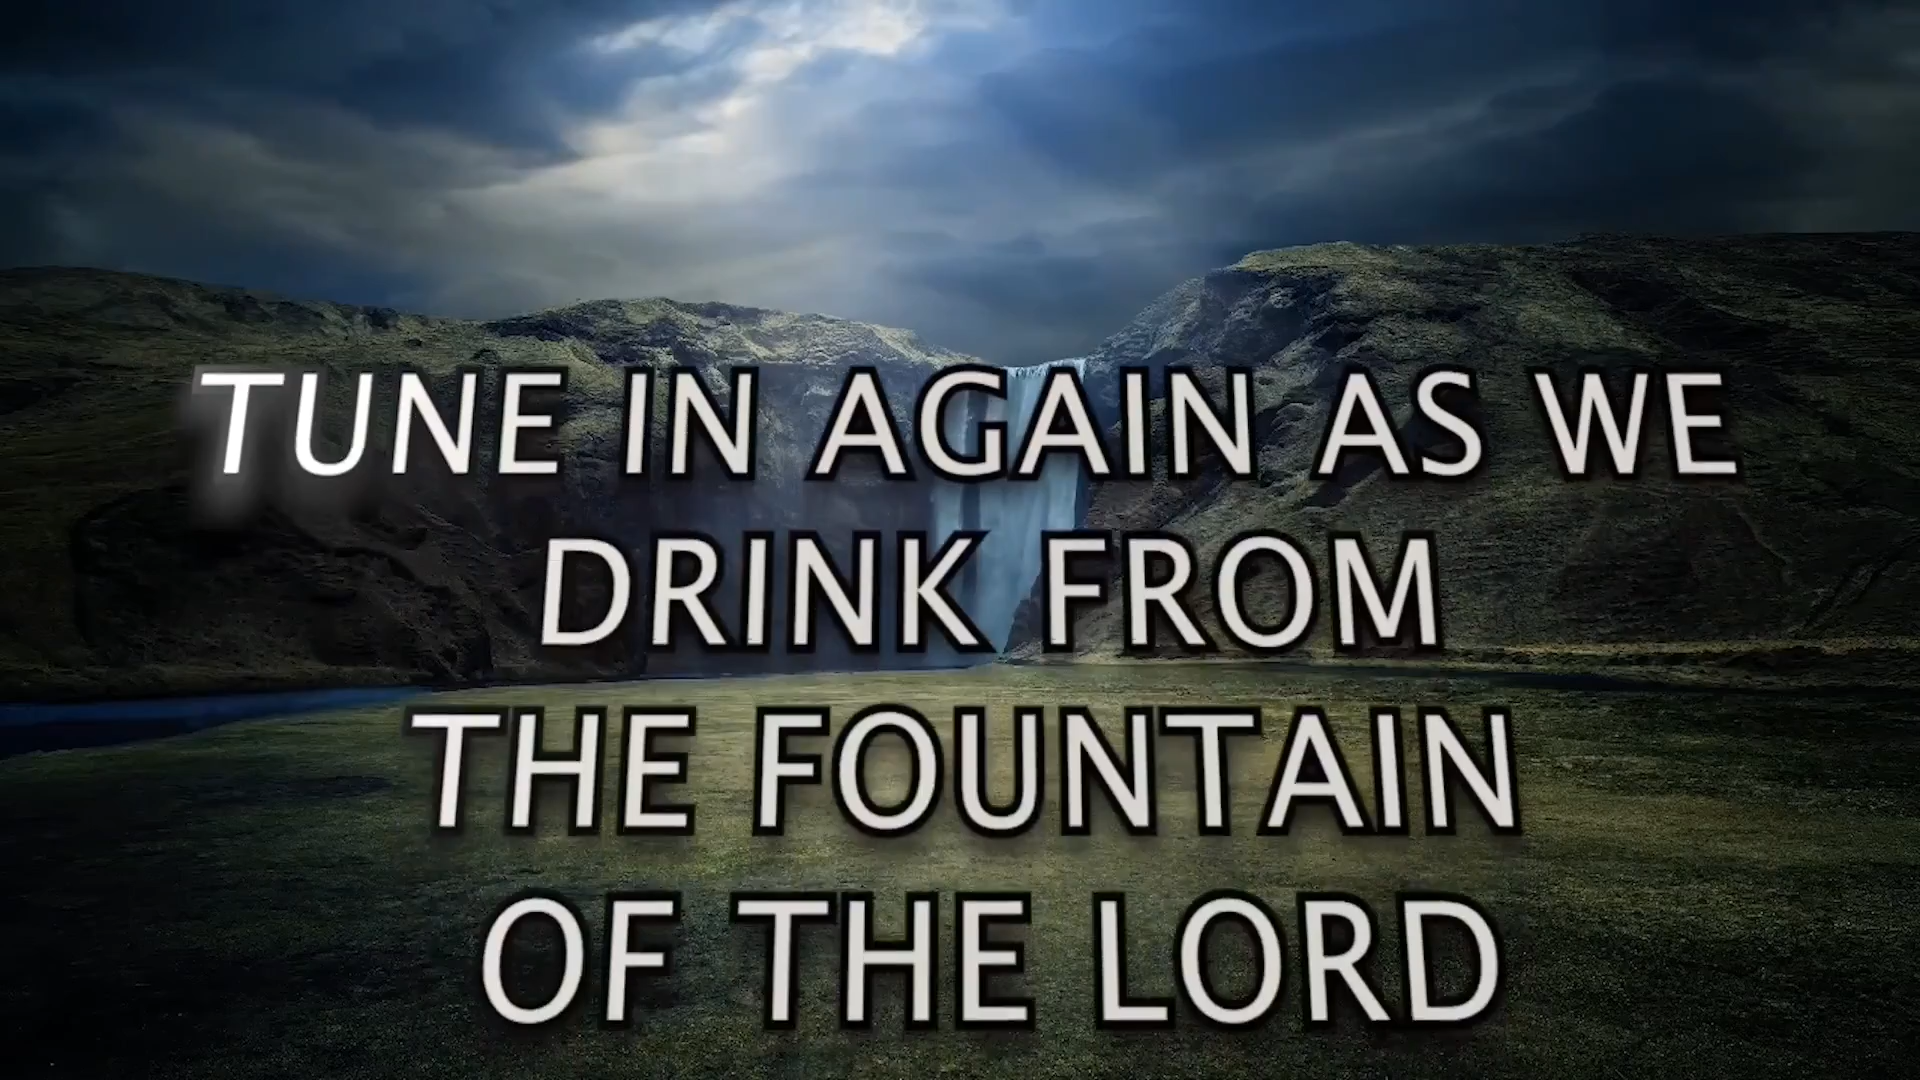 TUNE IN AGAIN AS WE
DRINK FROM
THE FOUNTAIN
OF THE LORD